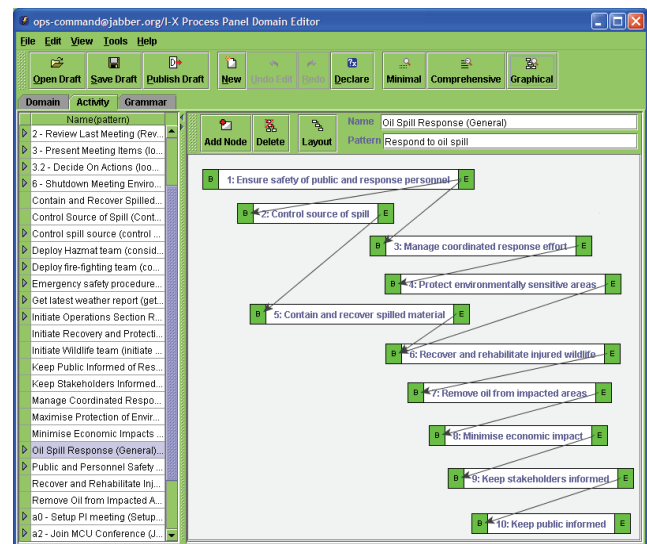 ops-command@jabber.org/I-X Process Panel Domain Editor
File Edit View Tools Help
Open Draft Save Draft Publish Draft New Undo Edit Redo Declare Minimal Comprehensive Graphical
Domain Activity Grammar
Name(pattern)
2 - Review Last Meeting (Rev...
3 - Present Meeting Items (lo...
3.2 - Decide On Actions (loo...
6 - Shutdown Meeting Enviro...
Contain and Recover Spilled...
Control Source of Spill (Cont...
Control spill source (control ...
Deploy Hazmat team (consid...
Deploy fire-fighting team (co...
Emergency safety procedure...
Get latest weather report (get...
Initiate Operations Section R...
Initiate Recovery and Protecti...
Initiate Wildlife team (initiate ...
Keep Public Informed of Res...
Keep Stakeholders Informed...
Manage Coordinated Respo...
Maximise Protection of Envir...
Minimise Economic Impacts ...
Oil Spill Response (General)...
Public and Personnel Safety ...
Recover and Rehabilitate Inj...
Remove Oil from Impacted A...
a0 - Setup PI meeting (Setup...
a2 - Join MCU Conference (J...
Add Node Delete Layout
Name Oil Spill Response (General)
Pattern Respond to oil spill
B 1: Ensure safety of public and response personnel E
B 2: Control source of spill E
B 3: Manage coordinated response effort E
B 4: Protect environmentally sensitive areas E
B 5: Contain and recover spilled material E
B 6: Recover and rehabilitate injured wildlife E
B 7: Remove oil from impacted areas E
B 8: Minimise economic impact E
B 9: Keep stakeholders informed E
B 10: Keep public informed E